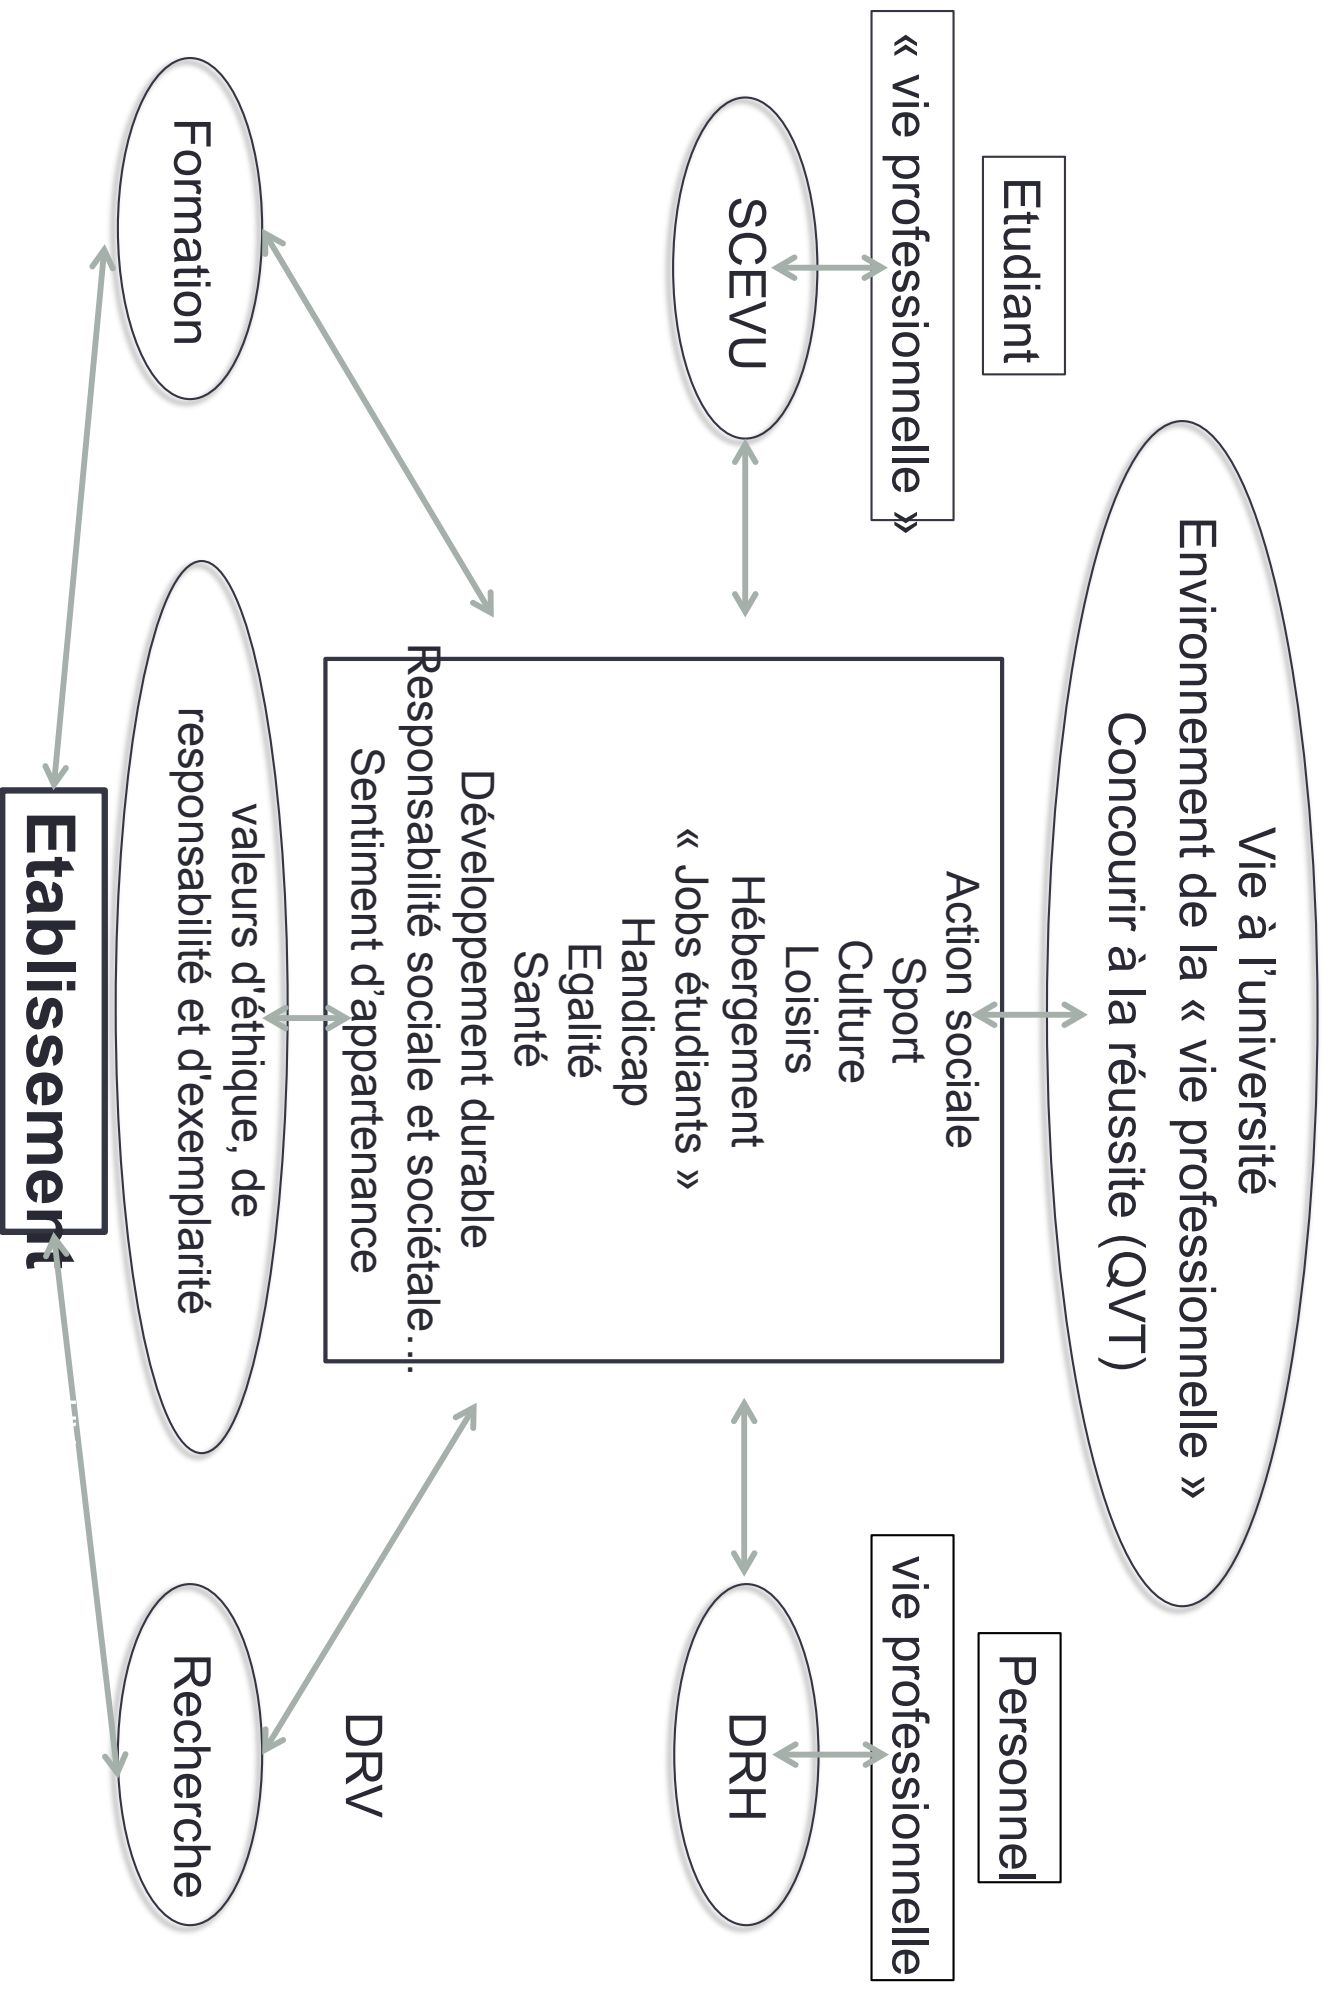 Vie à l’université
Environnement de la « vie professionnelle »
Concourir à la réussite (QVT)
Etudiant
« vie professionnelle »
SCEVU
Personnel
vie professionnelle
DRH
Action sociale
Sport
Culture
Loisirs
Hébergement
« Jobs étudiants »
Handicap
Egalité
Santé
Développement durable
Responsabilité sociale et sociétale…
Sentiment d’appartenance
DRV
Formation
valeurs d'éthique, de
responsabilité et d'exemplarité
Recherche
Etablissement